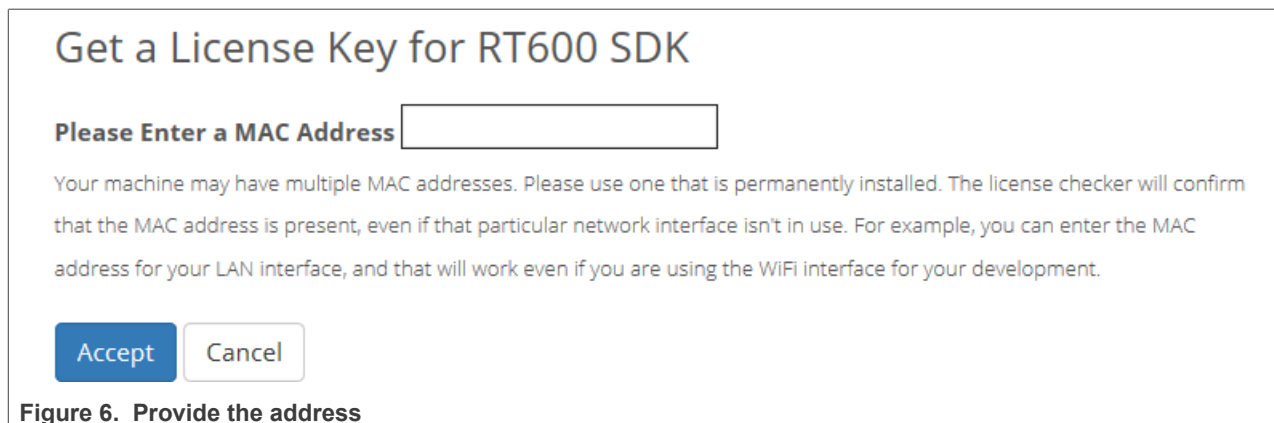 Get a License Key for RT600 SDK
Please Enter a MAC Address
Your machine may have multiple MAC addresses. Please use one that is permanently installed. The license checker will confirm
that the MAC address is present, even if that particular network interface isn't in use. For example, you can enter the MAC
address for your LAN interface, and that will work even if you are using the WiFi interface for your development.
Accept Cancel
Figure 6. Provide the address